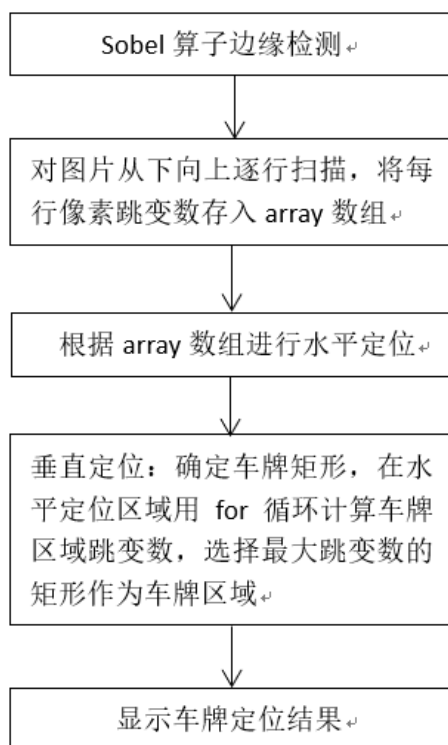 Sobel 算子边缘检测
对图片从下向上逐行扫描，将每
行像素跳变数存入 array 数组
根据 array 数组进行水平定位
垂直定位：确定车牌矩形，在水
平定位区域用 for 循环计算车牌
区域跳变数，选择最大跳变数的
矩形作为车牌区域
显示车牌定位结果